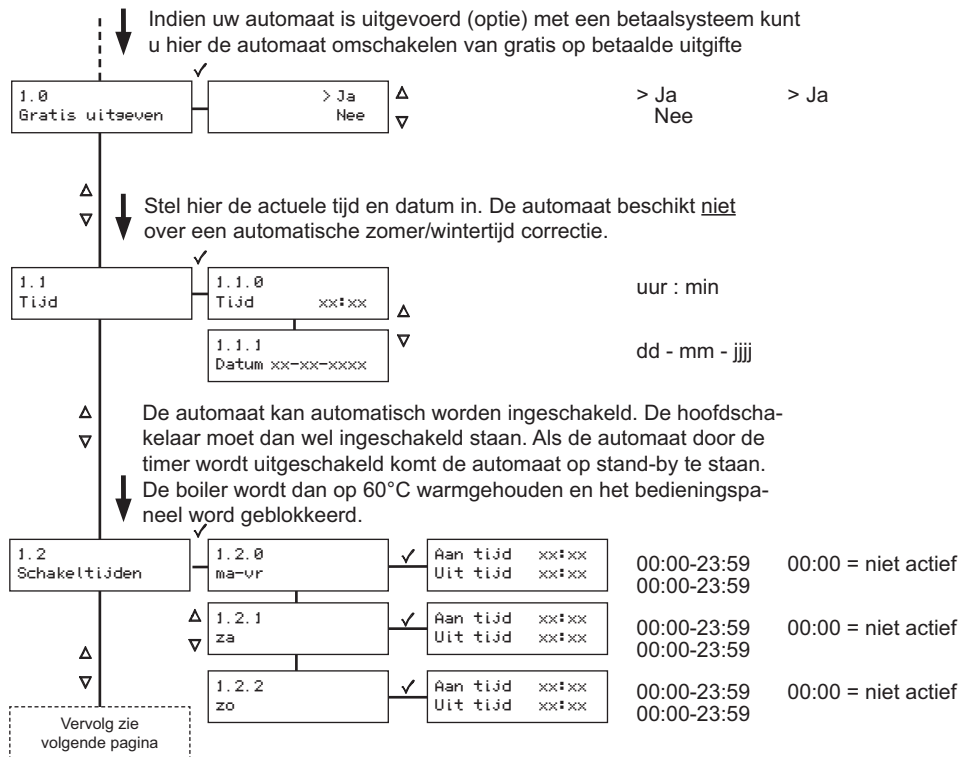 Indien uw automaat is uitgevoerd (optie) met een betaalsysteem kunt
u hier de automaat omschakelen van gratis op betaalde uitgifte
1.0
Gratis uitgeven
> Ja
Nee
> Ja > Ja
Nee
Stel hier de actuele tijd en datum in. De automaat beschikt niet
over een automatische zomer/wintertijd correctie.
1.1
Tijd
1.1.0
Tijd xx:xx
uur : min
1.1.1
Datum xx-xx-xxxx
dd - mm - jjjj
De automaat kan automatisch worden ingeschakeld. De hoofdscha-
kelaar moet dan wel ingeschakeld staan. Als de automaat door de
timer wordt uitgeschakeld komt de automaat op stand-by te staan.
De boiler wordt dan op 60°C warmgehouden en het bedieningspa-
neel word geblokkeerd.
1.2
Schakeltijden
1.2.0
ma-vr
Aan tijd xx:xx
Uit tijd xx:xx
00:00-23:59 00:00 = niet actief
00:00-23:59
1.2.1
za
Aan tijd xx:xx
Uit tijd xx:xx
00:00-23:59 00:00 = niet actief
00:00-23:59
1.2.2
zo
Aan tijd xx:xx
Uit tijd xx:xx
00:00-23:59 00:00 = niet actief
00:00-23:59
Vervolg zie
volgende pagina